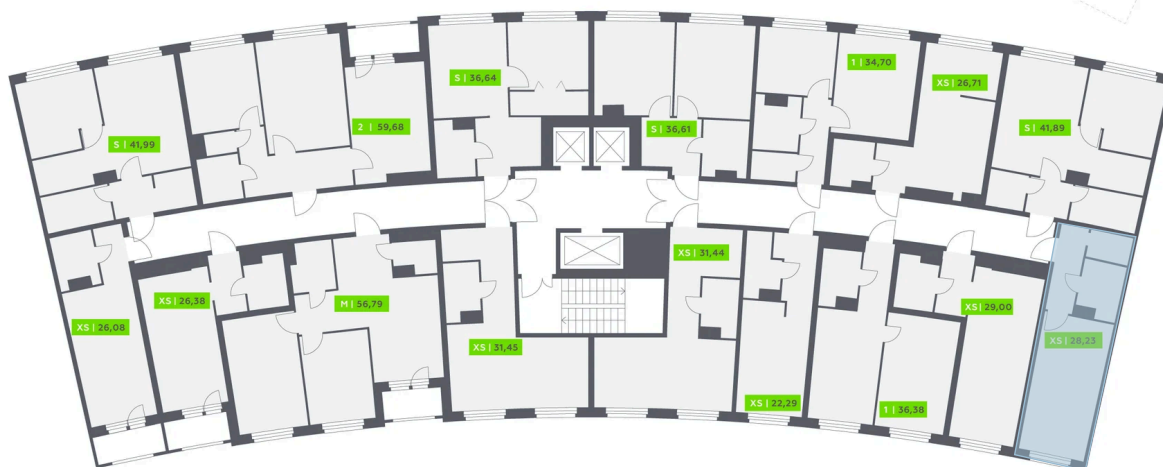 S | 41,99
2 | 59,68
S | 36,64
S | 36,61
1 | 34,70
XS | 26,71
S | 41,89
XS | 26,08
XS | 26,38
M | 56,79
XS | 31,45
XS | 31,44
XS | 22,29
1 | 36,38
XS | 29,00
XS | 28,23